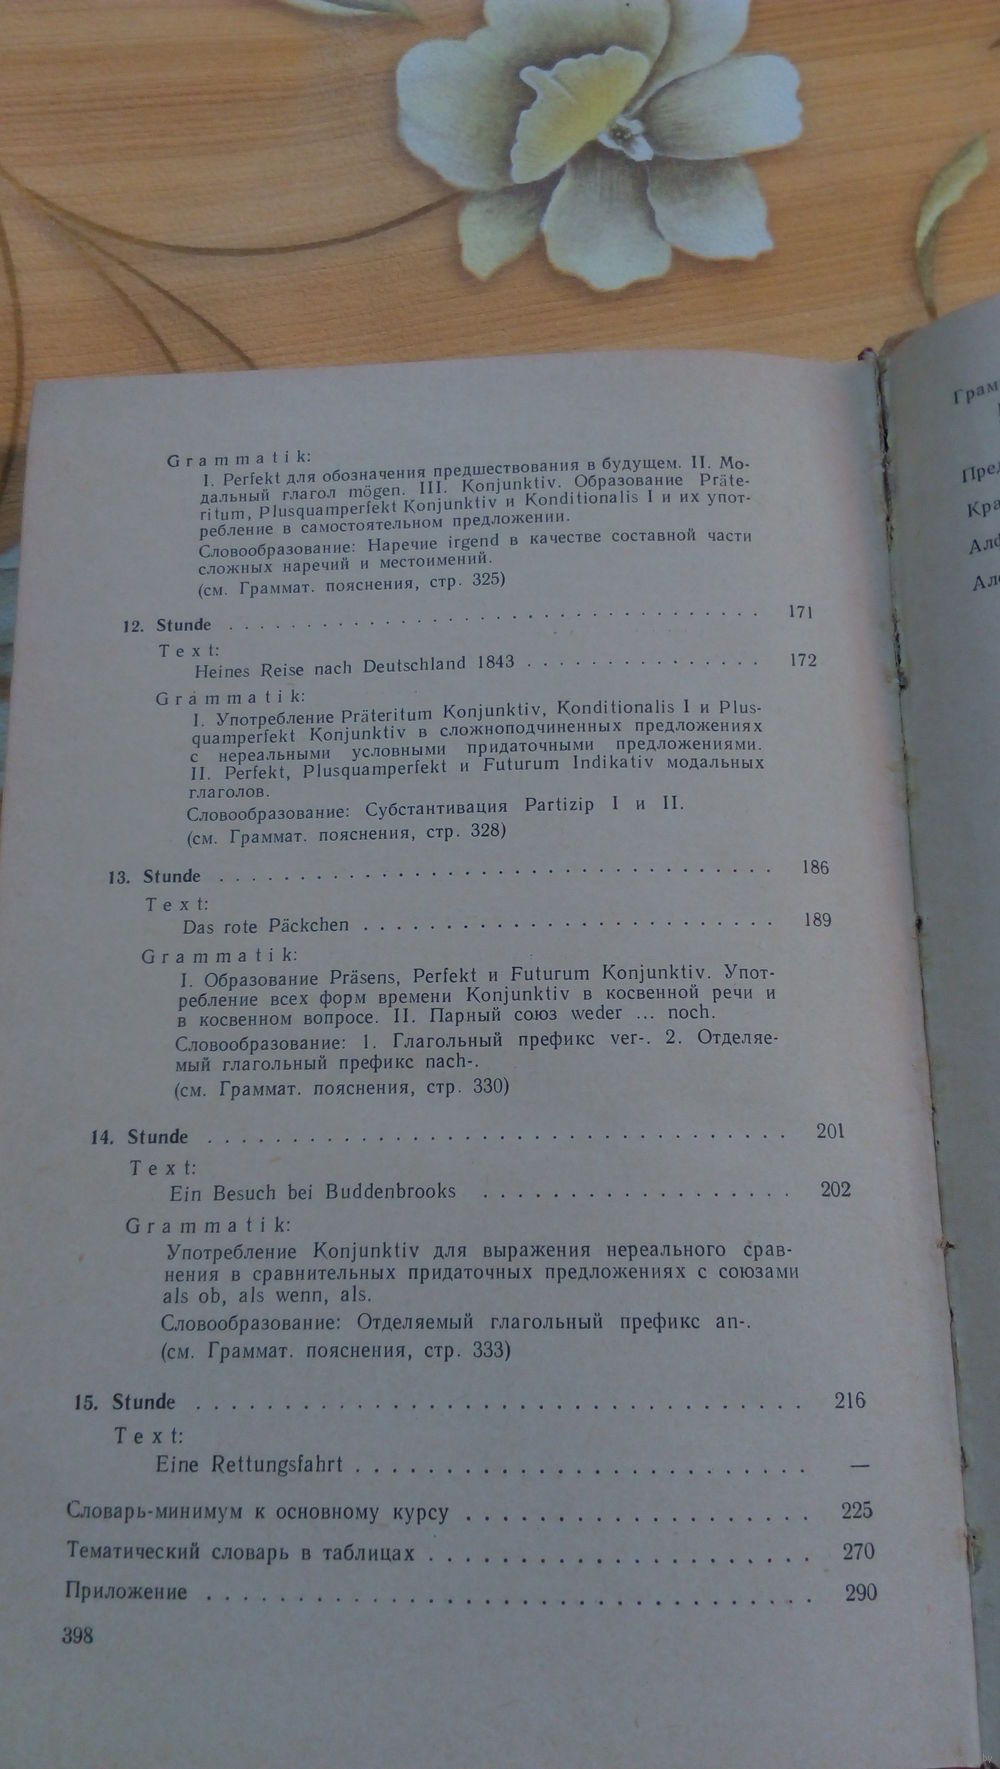 Grammatik:
I. Perfekt для обозначения предшествования в будущем. II. Мо-
дальный глагол mögen. III. Konjunktiv. Образование Präte-
ritum, Plusquamperfekt Konjunktiv и Konditionalis I и их упот-
ребление в самостоятельном предложении.
Словообразование: Наречие irgend в качестве составной части
сложных наречий и местоимений.
(см. Граммат. пояснения, стр. 325)
12. Stunde . . . . . . . . . . . . . . . . . . . . . . . . . . . . . . 171
Text:
Heines Reise nach Deutschland 1843 . . . . . . . . . . . . . . . 172
Grammatik:
I. Употребление Präteritum Konjunktiv, Konditionalis I и Plus-
quamperfekt Konjunktiv в сложноподчиненных предложениях
с нереальными условными придаточными предложениями.
II. Perfekt, Plusquamperfekt и Futurum Indikativ модальных
глаголов.
Словообразование: Субстантивация Partizip I и II.
(см. Граммат. пояснения, стр. 328)
13. Stunde . . . . . . . . . . . . . . . . . . . . . . . . . . . . . . 186
Text:
Das rote Päckchen . . . . . . . . . . . . . . . . . . . . . . . 189
Grammatik:
I. Образование Präsens, Perfekt и Futurum Konjunktiv. Упот-
ребление всех форм времени Konjunktiv в косвенной речи и
в косвенном вопросе. II. Парный союз weder ... noch.
Словообразование: 1. Глагольный префикс ver-. 2. Отделяе-
мый глагольный префикс nach-.
(см. Граммат. пояснения, стр. 330)
14. Stunde . . . . . . . . . . . . . . . . . . . . . . . . . . . . . . 201
Text:
Ein Besuch bei Buddenbrooks . . . . . . . . . . . . . . . . 202
Grammatik:
Употребление Konjunktiv для выражения нереального срав-
нения в сравнительных придаточных предложениях с союзами
als ob, als wenn, als.
Словообразование: Отделяемый глагольный префикс an-.
(см. Граммат. пояснения, стр. 333)
15. Stunde . . . . . . . . . . . . . . . . . . . . . . . . . . . . . . 216
Text:
Eine Rettungsfahrt . . . . . . . . . . . . . . . . . . . . . . . —
Словарь-минимум к основному курсу . . . . . . . . . . . . . . . . . 225
Тематический словарь в таблицах . . . . . . . . . . . . . . . . . . 270
Приложение . . . . . . . . . . . . . . . . . . . . . . . . . . . . . 290
398
Грам
Пред
Кра